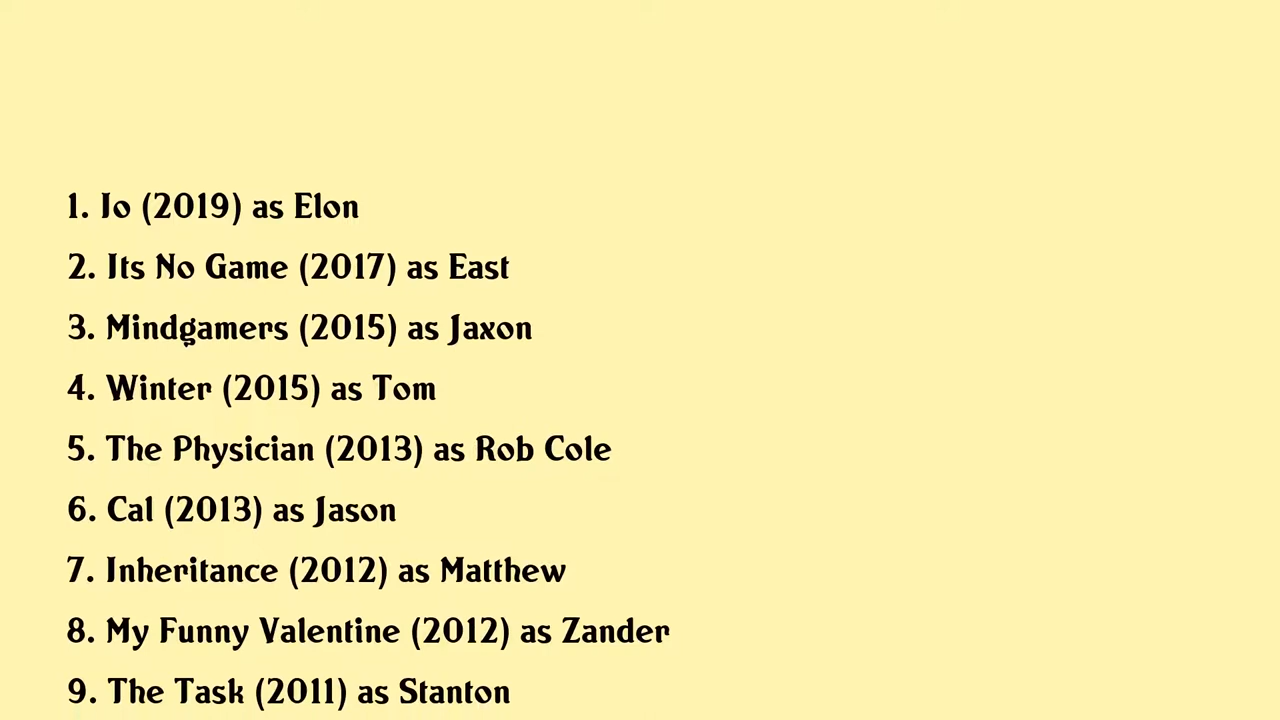 1. Io (2019) as Elon
2. Its No Game (2017) as East
3. Mindgamers (2015) as Jaxon
4. Winter (2015) as Tom
5. The Physician (2013) as Rob Cole
6. Cal (2013) as Jason
7. Inheritance (2012) as Matthew
8. My Funny Valentine (2012) as Zander
9. The Task (2011) as Stanton